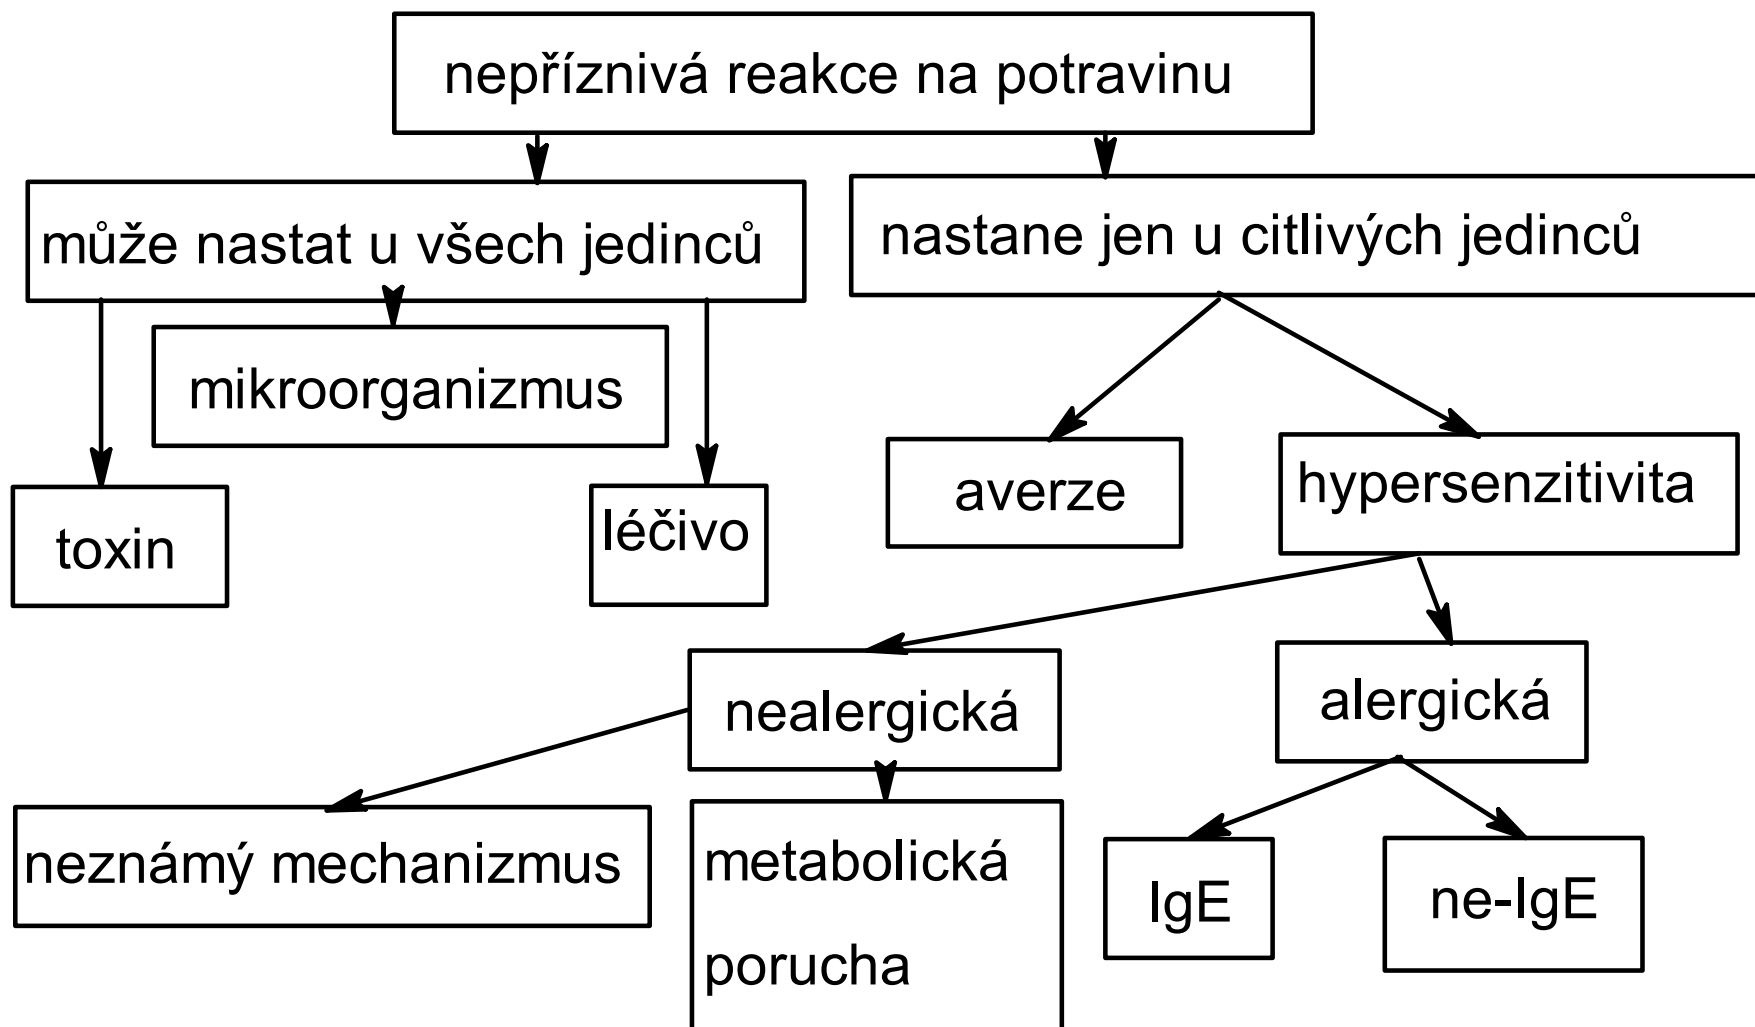 nepříznivá reakce na potravinu
může nastat u všech jedinců
nastane jen u citlivých jedinců
mikroorganizmus
toxin
léčivo
averze
hypersenzitivita
nealergická
alergická
neznámý mechanizmus
metabolická
porucha
IgE
ne-IgE